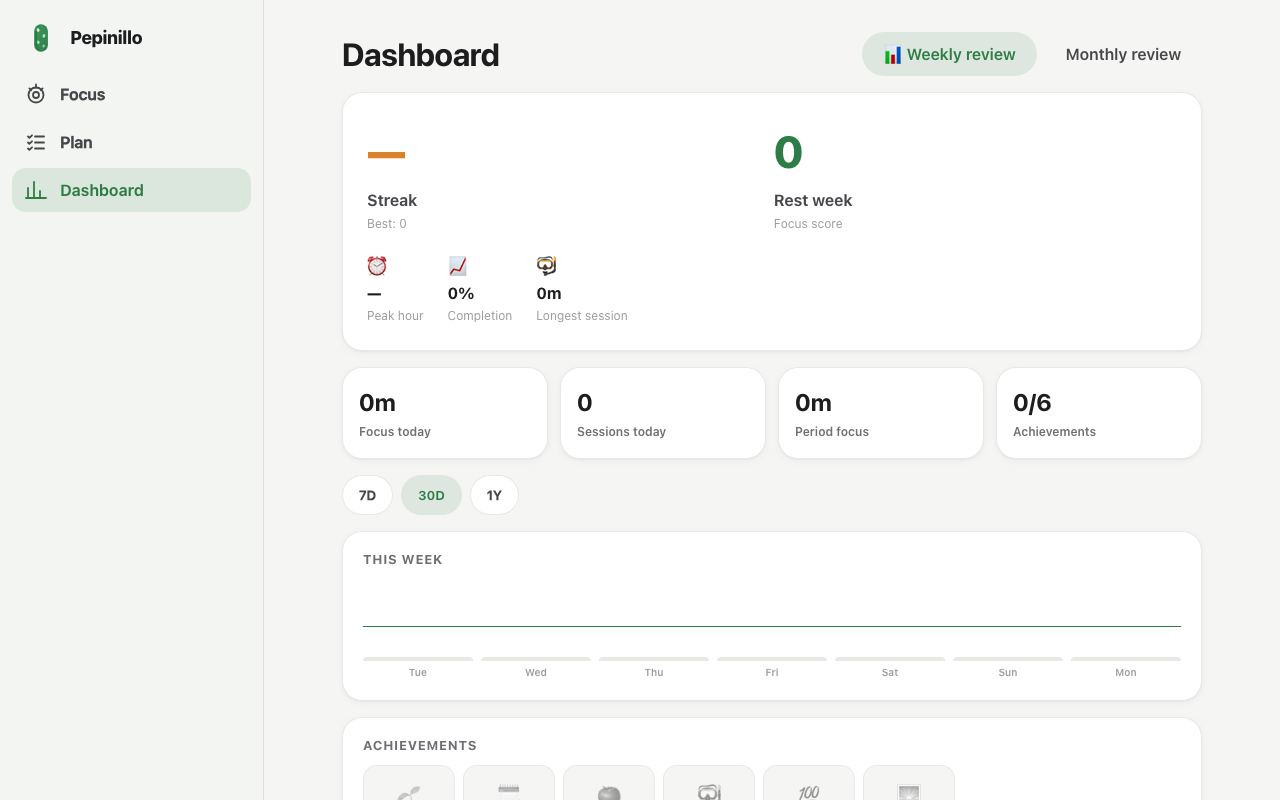 Pepinillo
Focus
Plan
Dashboard
Dashboard
📊 Weekly review
Monthly review
—
Streak
Best: 0
0
Rest week
Focus score
—
Peak hour
0%
Completion
0m
Longest session
0m
Focus today
0
Sessions today
0m
Period focus
0/6
Achievements
7D
30D
1Y
THIS WEEK
Tue
Wed
Thu
Fri
Sat
Sun
Mon
ACHIEVEMENTS
100